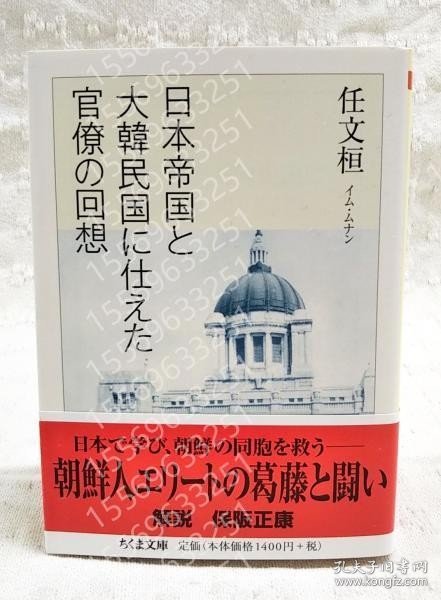 日本帝国と
大韓民国に仕えた
官僚の回想
任文桓
イム・ムナン
日本で学び、朝鮮の同胞を救う——
朝鮮人エリートの葛藤と闘い
解説 保阪正康
ちくま文庫 定価(本体価格1400円+税)
15569633251
孔夫子旧书网